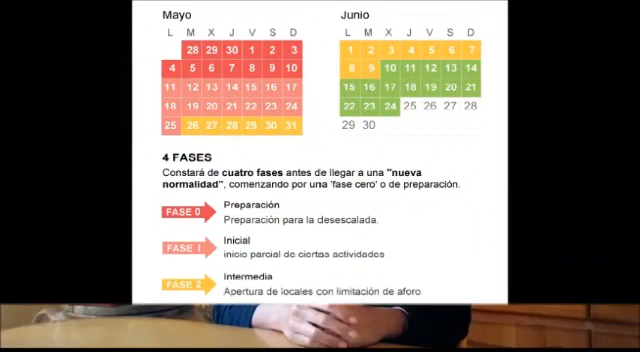 Mayo
L M X J V S D
28 29 30 1 2 3
4 5 6 7 8 9 10
11 12 13 14 15 16 17
18 19 20 21 22 23 24
25 26 27 28 29 30 31
Junio
L M X J V S D
1 2 3 4 5 6 7
8 9 10 11 12 13 14
15 16 17 18 19 20 21
22 23 24 25 26 27 28
29 30
4 FASES
Constará de cuatro fases antes de llegar a una "nueva
normalidad", comenzando por una 'fase cero' o de preparación.
FASE 0
Preparación
Preparación para la desescalada.
FASE I
Inicial
inicio parcial de ciertas actividades
FASE 2
Intermedia
Apertura de locales con limitación de aforo.